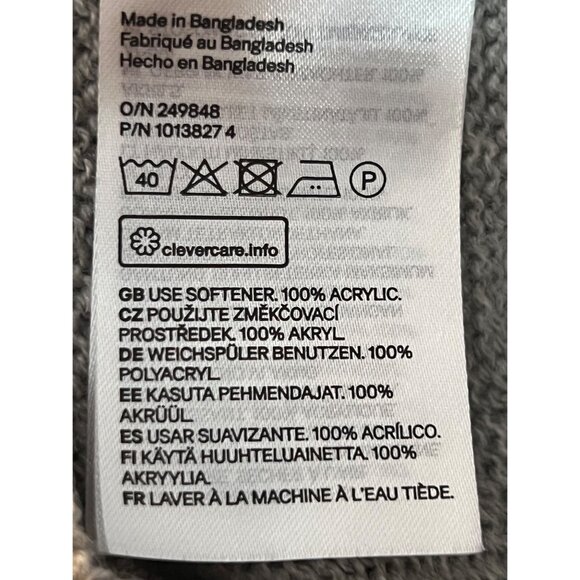 Made in Bangladesh
Fabriqué au Bangladesh
Hecho en Bangladesh
O/N 249848
P/N 1013827 4
40
P
clevercare.info
GB USE SOFTENER. 100% ACRYLIC.
CZ POUŽIJTE ZMĚKČOVACÍ
PROSTŘEDEK. 100% AKRYL.
DE WEICHSPÜLER BENUTZEN. 100%
POLYACRYL.
EE KASUTA PEHMENDAJAT. 100%
AKRÜÜL.
ES USAR SUAVIZANTE. 100% ACRÍLICO.
FI KÄYTÄ HUUHTELUAINETTA. 100%
AKRYYLIA.
FR LAVER À LA MACHINE À L'EAU TIÈDE.